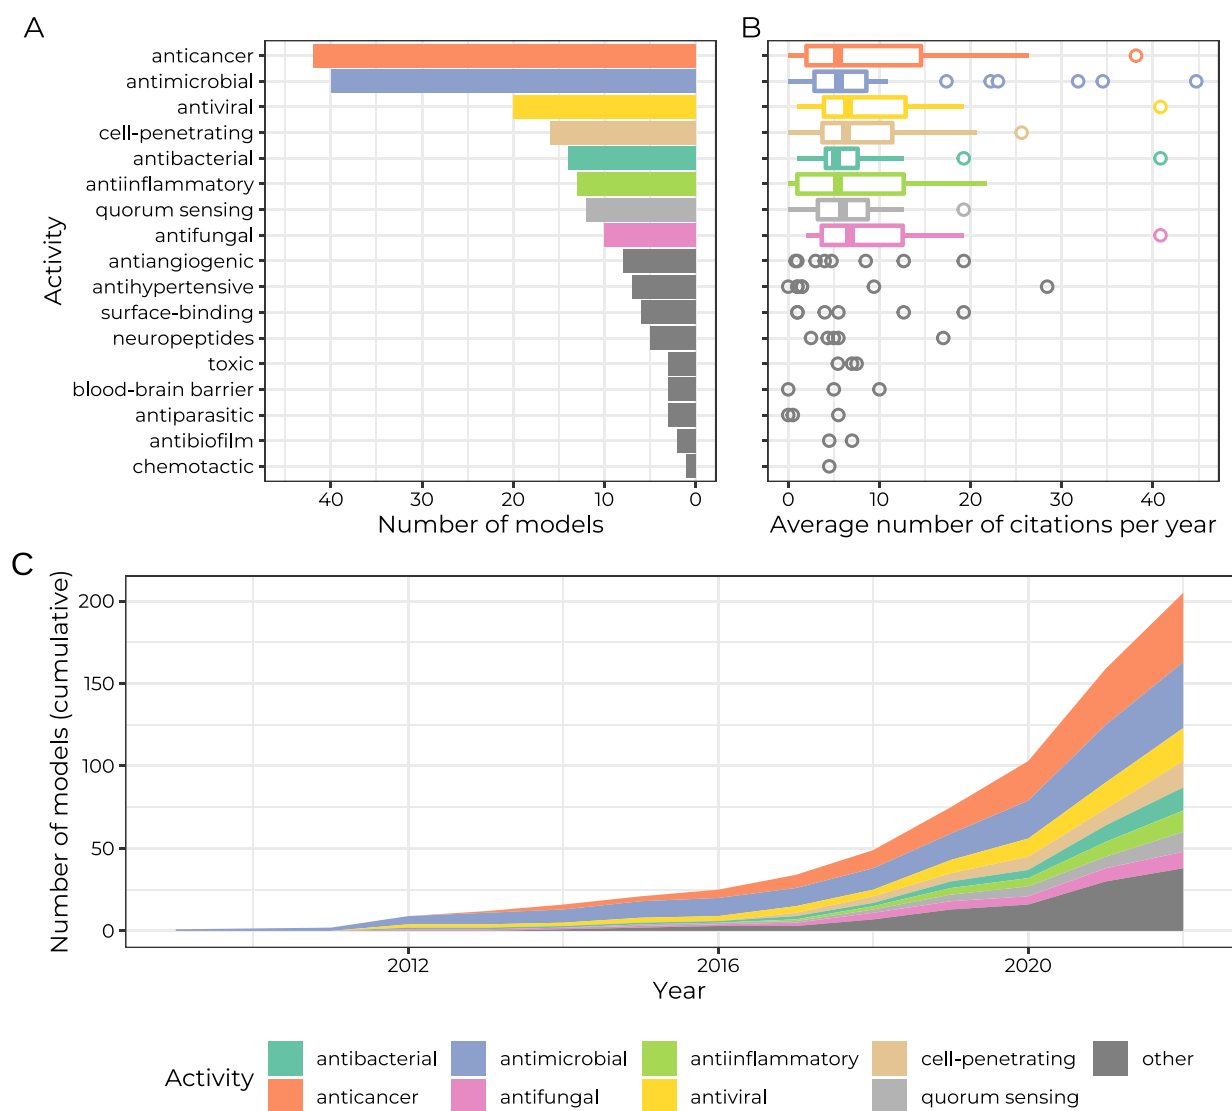 A
B
anticancer
antimicrobial
antiviral
cell-penetrating
antibacterial
antiinflammatory
quorum sensing
antifungal
antiangiogenic
antihypertensive
surface-binding
neuropeptides
toxic
blood-brain barrier
antiparasitic
antibiofilm
chemotactic
Activity
40 30 20 10 0
Number of models
0 10 20 30 40
Average number of citations per year
C
Number of models (cumulative)
200
150
100
50
0
2012 2016 2020
Year
Activity
antibacterial antimicrobial antiinflammatory cell-penetrating other
anticancer antifungal antiviral quorum sensing